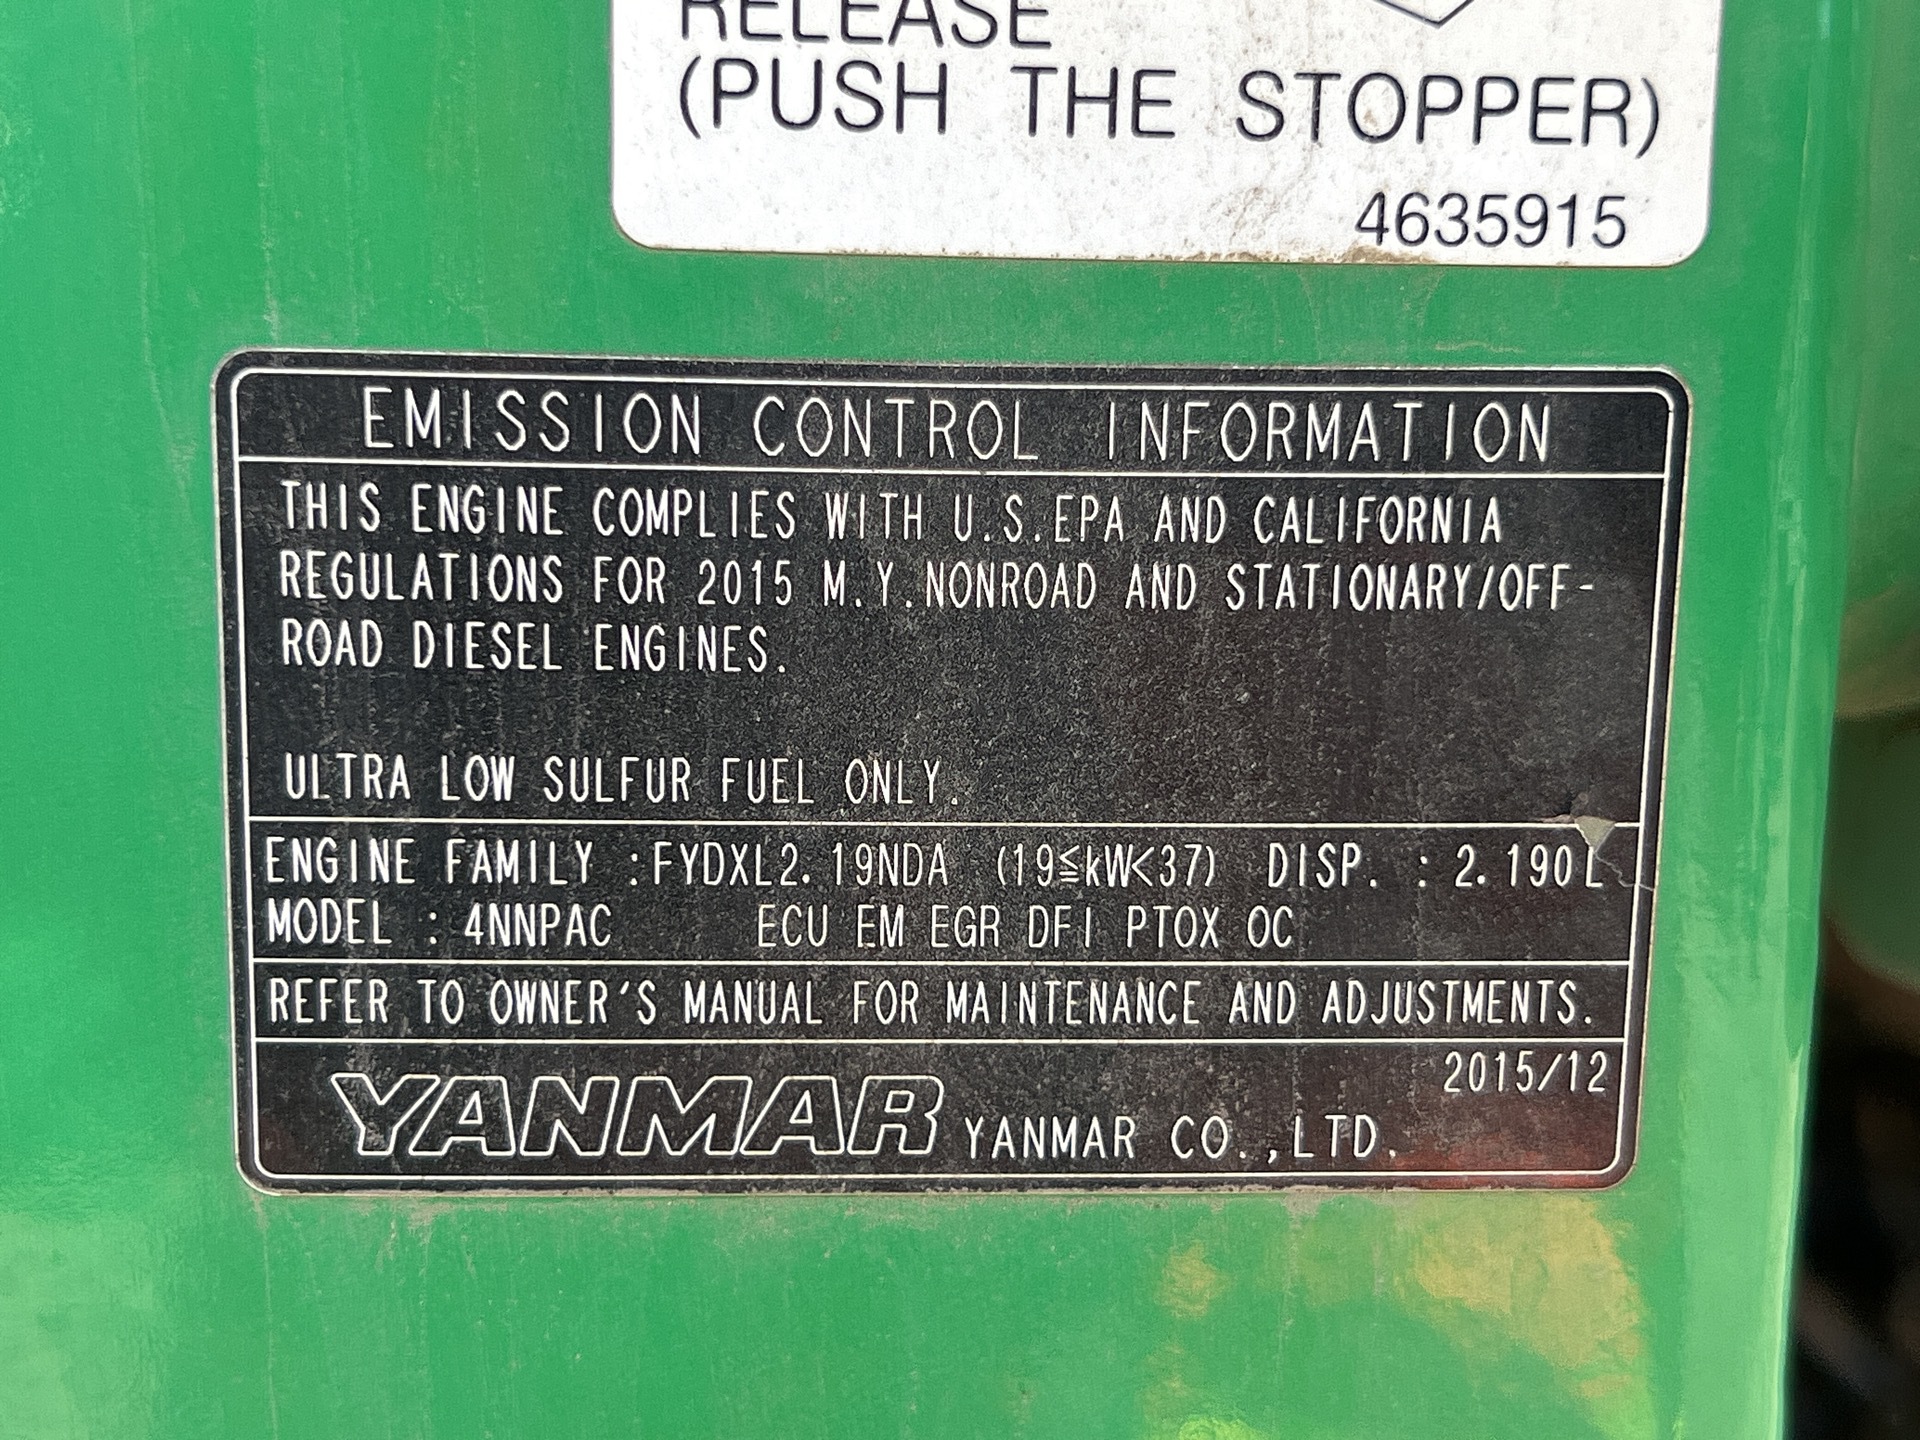 RELEASE
(PUSH THE STOPPER)
4635915
EMISSION CONTROL INFORMATION
THIS ENGINE COMPLIES WITH U.S.EPA AND CALIFORNIA
REGULATIONS FOR 2015 M.Y.NONROAD AND STATIONARY/OFF-
ROAD DIESEL ENGINES.
ULTRA LOW SULFUR FUEL ONLY.
ENGINE FAMILY :FYDXL2.19NDA (19≦kW<37) DISP. : 2.190L
MODEL : 4NNPAC ECU EM EGR DFI PTOX OC
REFER TO OWNER'S MANUAL FOR MAINTENANCE AND ADJUSTMENTS.
2015/12
YANMAR YANMAR CO.,LTD.